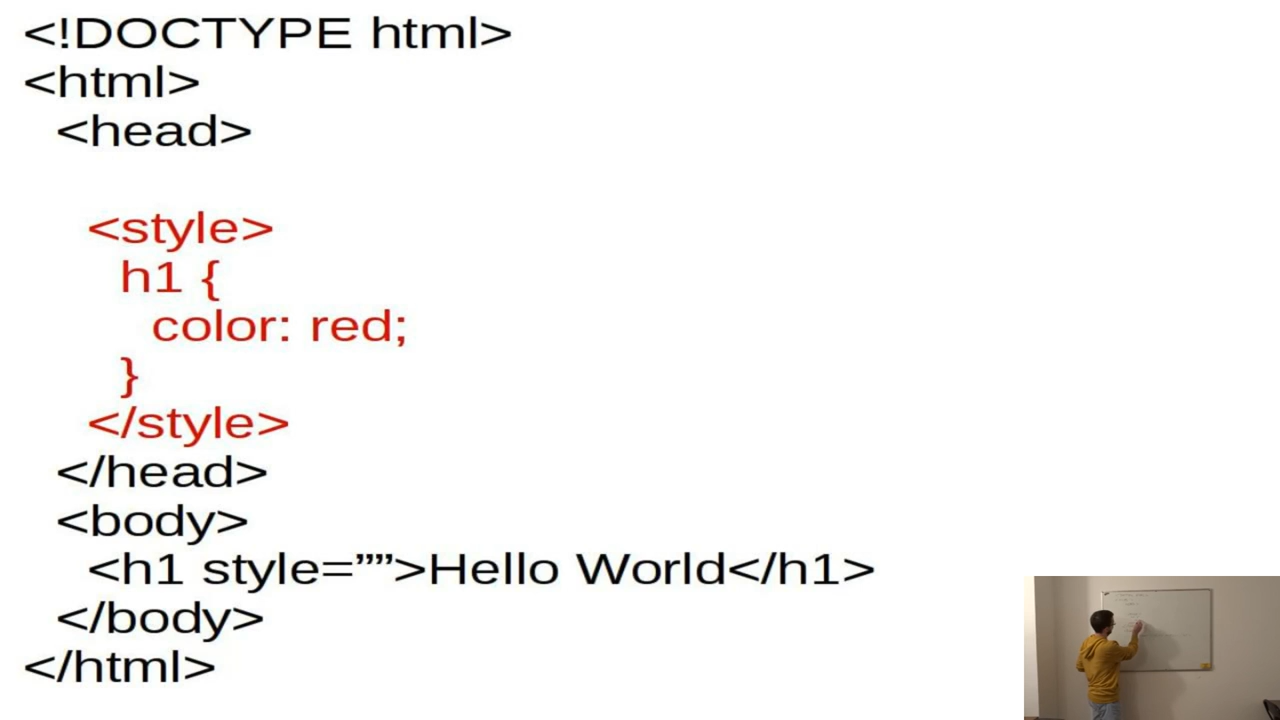 <!DOCTYPE html>
<html>
<head>
<style>
h1 {
color: red;
}
</style>
</head>
<body>
<h1 style=””>Hello World</h1>
</body>
</html>